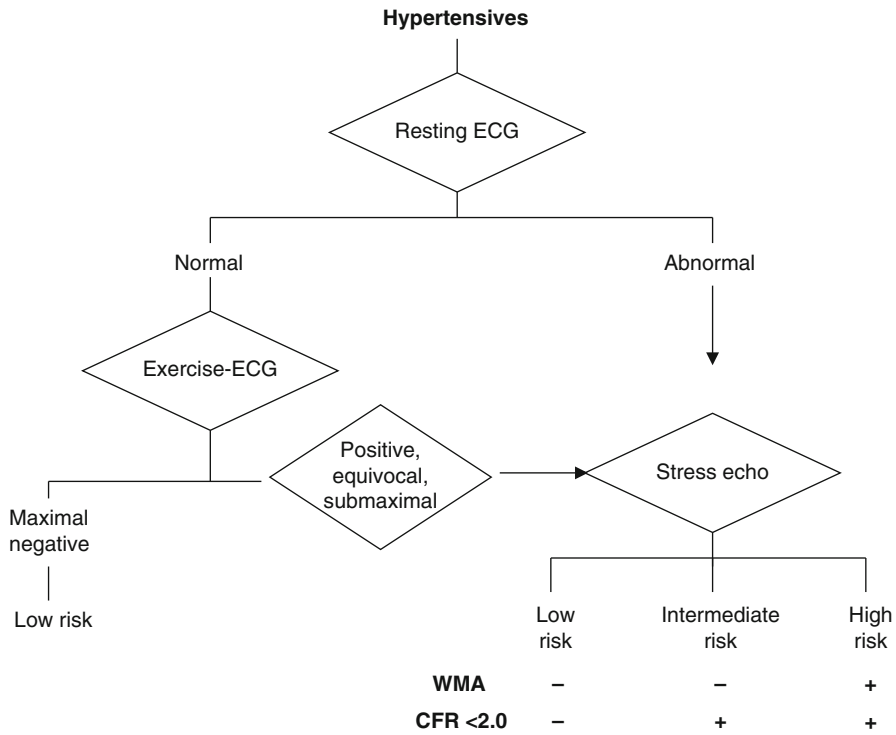 Hypertensives
Resting ECG
Normal
Abnormal
Exercise-ECG
Positive,
equivocal,
submaximal
Stress echo
Maximal
negative
Low risk
Low
risk
Intermediate
risk
High
risk
WMA – – +
CFR <2.0 – + +